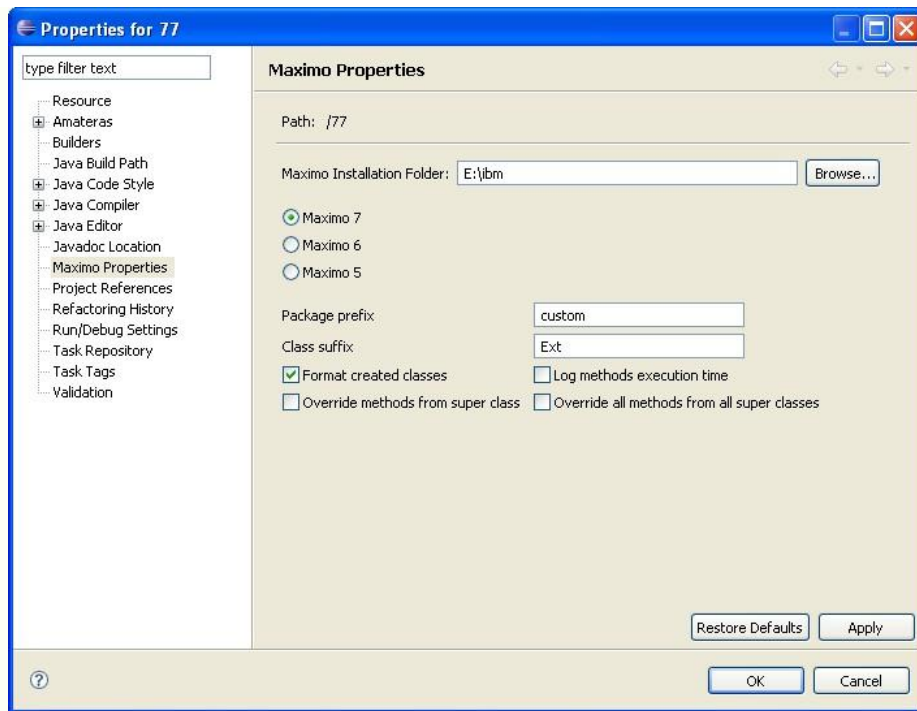 Properties for 77
type filter text
Resource
Amateras
Builders
Java Build Path
Java Code Style
Java Compiler
Java Editor
Javadoc Location
Maximo Properties
Project References
Refactoring History
Run/Debug Settings
Task Repository
Task Tags
Validation
Maximo Properties
Path: /77
Maximo Installation Folder: E:\ibm Browse...
Maximo 7
Maximo 6
Maximo 5
Package prefix custom
Class suffix Ext
Format created classes Log methods execution time
Override methods from super class Override all methods from all super classes
Restore Defaults Apply
? OK Cancel